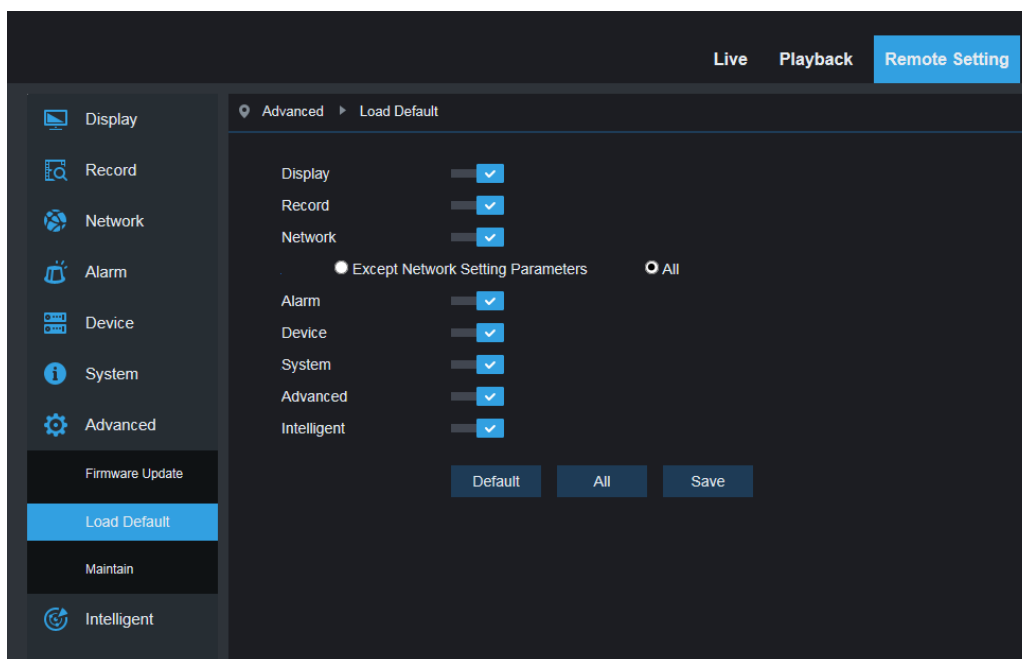 Live Playback Remote Setting
Advanced Load Default
Display
Record
Network
Alarm
Device
System
Advanced
Firmware Update
Load Default
Maintain
Intelligent
Display
Record
Network
Except Network Setting Parameters All
Alarm
Device
System
Advanced
Intelligent
Default All Save